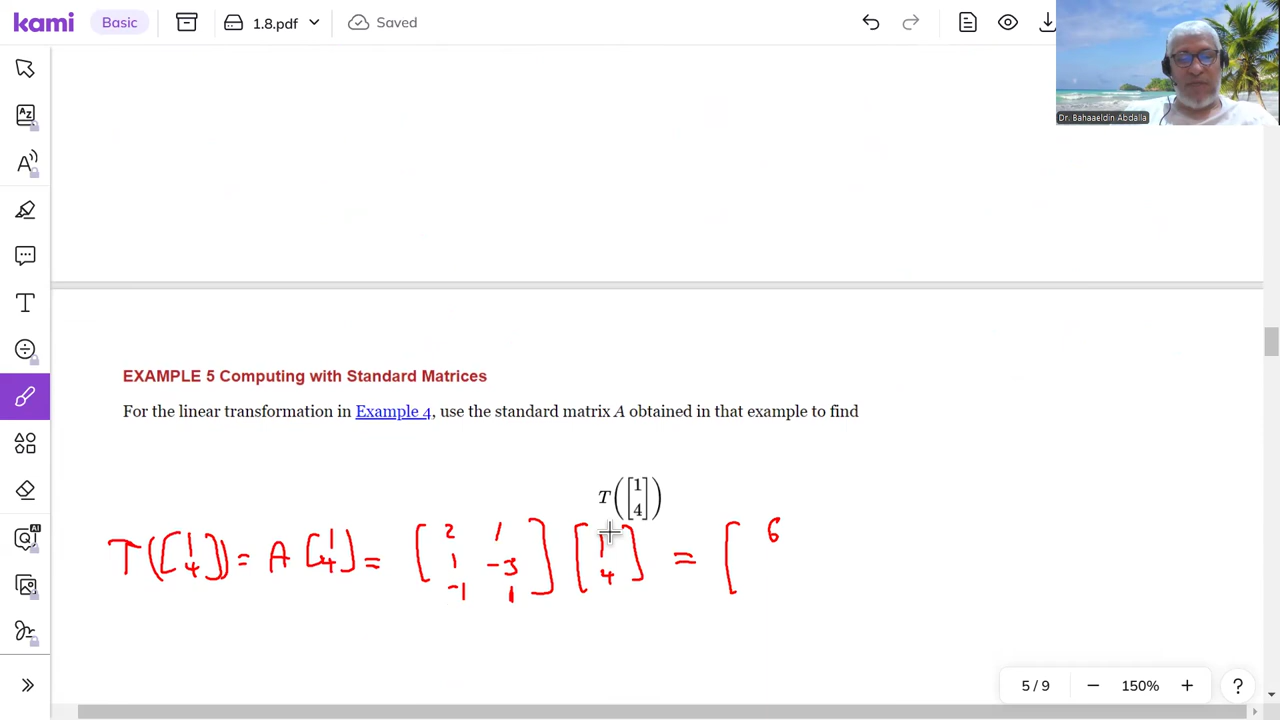 kami Basic 1.8.pdf Saved
Dr. Bahaaeldin Abdalla
EXAMPLE 5 Computing with Standard Matrices
For the linear transformation in Example 4, use the standard matrix A obtained in that example to find
T([1 4])
T([1 4]) = A [1 4] = [2 1 1 -3 -1 1] [1 4] = [ 6
5 / 9 − 150% + ?